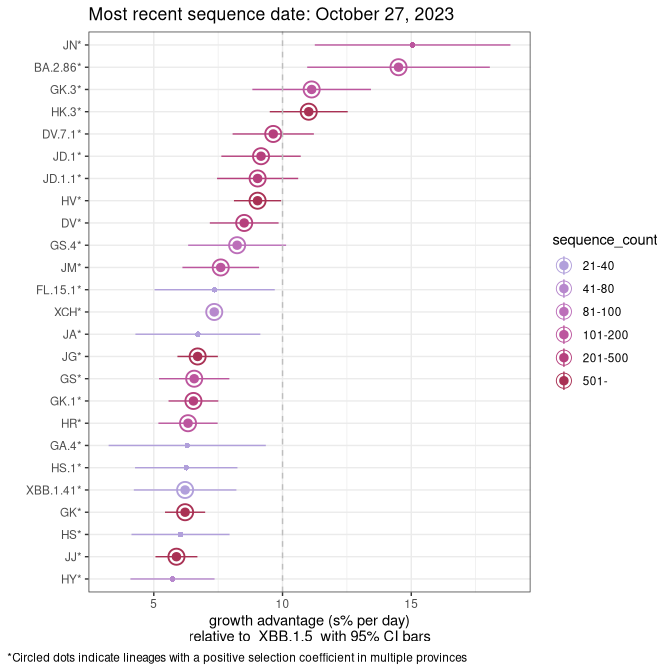 Most recent sequence date: October 27, 2023
JN*
BA.2.86*
GK.3*
HK.3*
DV.7.1*
JD.1*
JD.1.1*
HV*
DV*
GS.4*
JM*
FL.15.1*
XCH*
JA*
JG*
GS*
GK.1*
HR*
GA.4*
HS.1*
XBB.1.41*
GK*
HS*
JJ*
HY*
5 10 15
growth advantage (s% per day)
relative to XBB.1.5 with 95% CI bars
sequence_count
21-40
41-80
81-100
101-200
201-500
501-
*Circled dots indicate lineages with a positive selection coefficient in multiple provinces